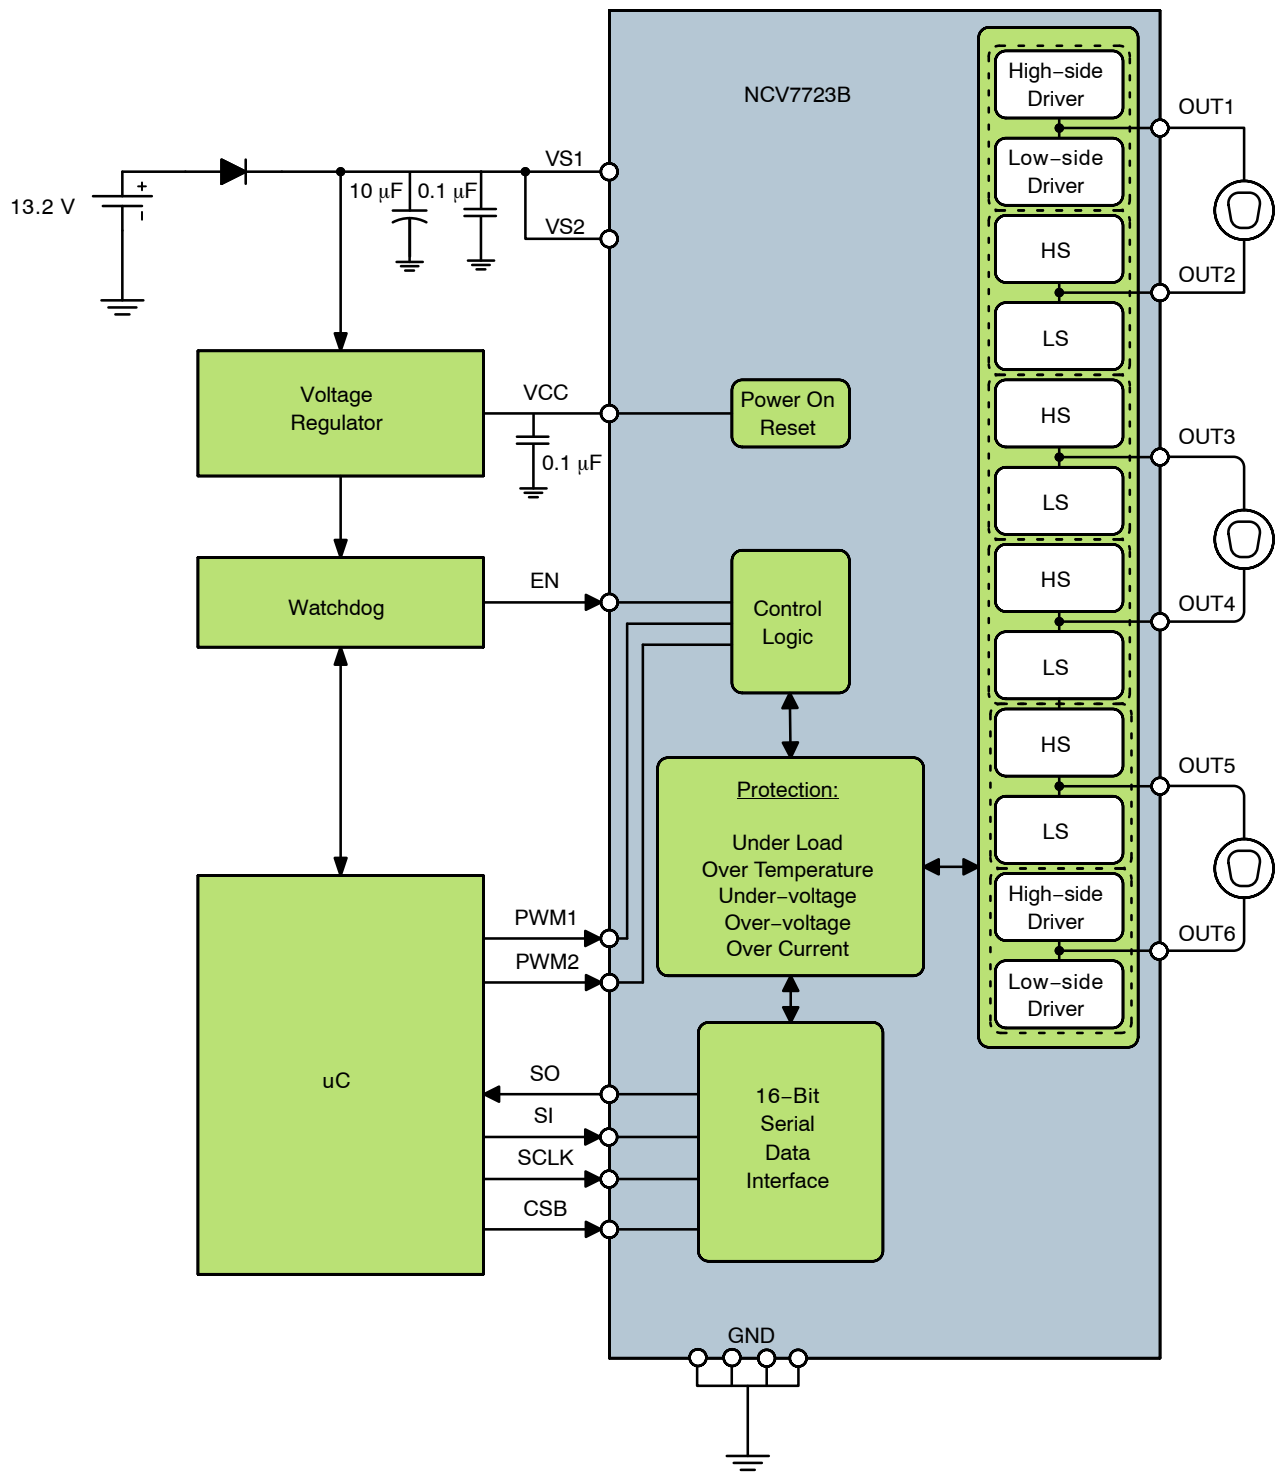 NCV7723B
High−side
Driver
OUT1
Low−side
Driver
VS1
10 μF
0.1 μF
+
13.2 V
−
VS2
HS
OUT2
LS
Voltage
Regulator
VCC
0.1 μF
Power On
Reset
HS
OUT3
LS
Watchdog
EN
Control
Logic
HS
OUT4
LS
HS
OUT5
LS
Protection:
Under Load
Over Temperature
Under−voltage
Over−voltage
Over Current
High−side
Driver
OUT6
Low−side
Driver
PWM1
PWM2
uC
SO
SI
SCLK
CSB
16−Bit
Serial
Data
Interface
GND